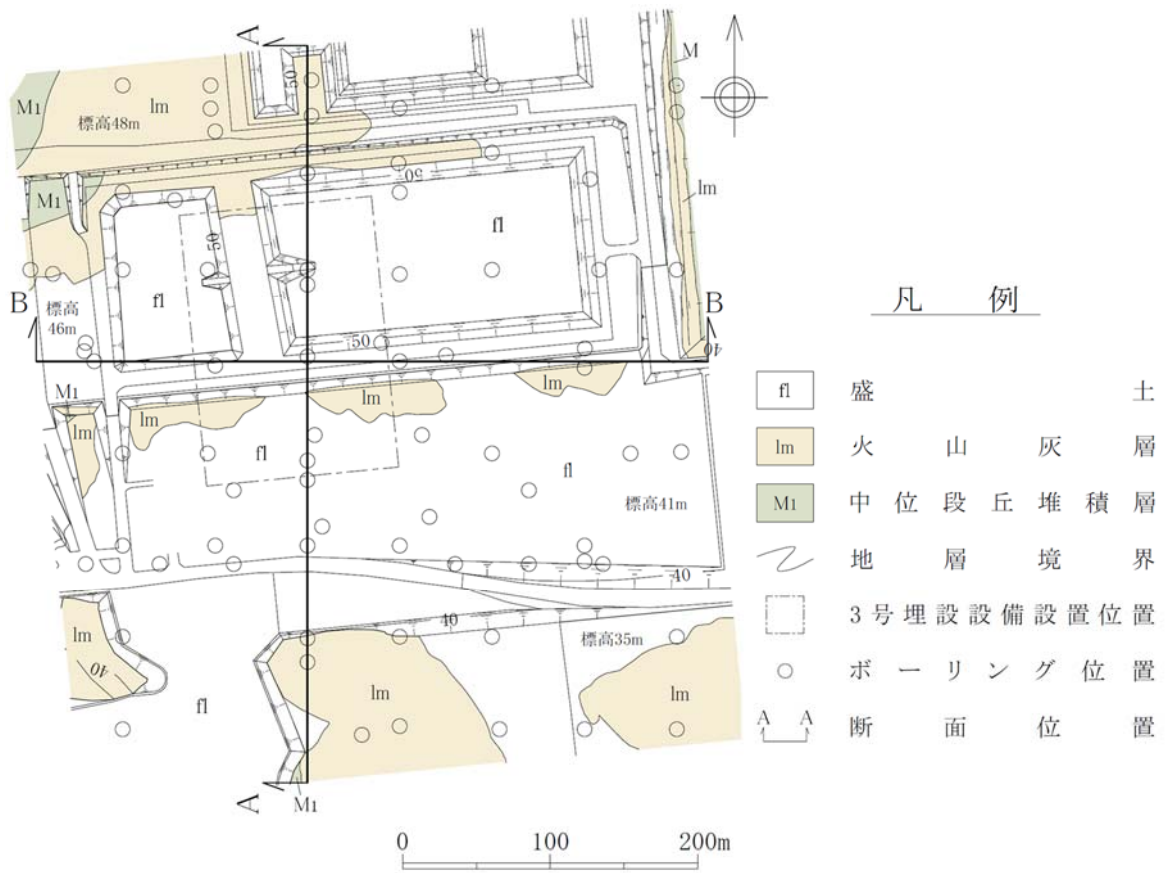 A
50
M
M1
lm
標高48m
lm
M1
50
fl
50
fl
B
B
標高
46m
50
40
M1
lm
lm
lm
lm
fl
fl
標高41m
40
40
lm
40
標高35m
fl
lm
lm
A
M1
0 100 200m
凡 例
fl 盛 土
lm 火 山 灰 層
M1 中 位 段 丘 堆 積 層
地 層 境 界
3 号 埋 設 設 備 設 置 位 置
ボ ー リ ン グ 位 置
A A 断 面 位 置